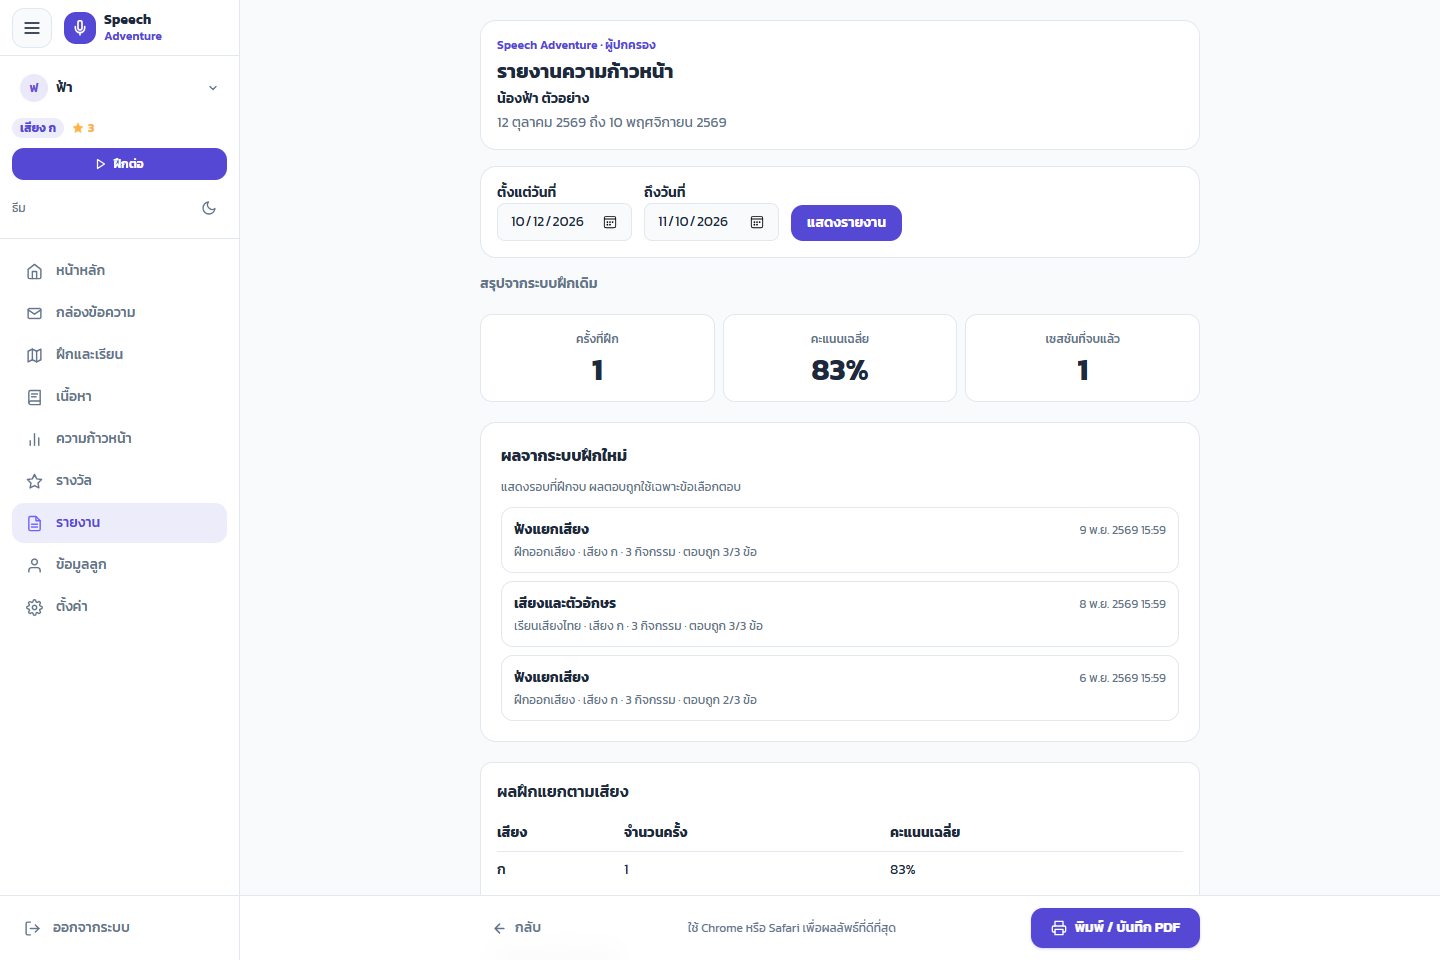 Speech
Adventure
ฟ ฟ้า
เสียง ก 3
ฝึกต่อ
ธีม
หน้าหลัก
กล่องข้อความ
ฝึกและเรียน
เนื้อหา
ความก้าวหน้า
รางวัล
รายงาน
ข้อมูลลูก
ตั้งค่า
ออกจากระบบ
Speech Adventure · ผู้ปกครอง
รายงานความก้าวหน้า
น้องฟ้า ตัวอย่าง
12 ตุลาคม 2569 ถึง 10 พฤศจิกายน 2569
ตั้งแต่วันที่ ถึงวันที่
10/12/2026 11/10/2026 แสดงรายงาน
สรุปจากระบบฝึกเดิม
ครั้งที่ฝึก คะแนนเฉลี่ย เซสชันที่จบแล้ว
1 83% 1
ผลจากระบบฝึกใหม่
แสดงรอบที่ฝึกจบ ผลตอบถูกใช้เฉพาะข้อเลือกตอบ
ฟังแยกเสียง 9 พ.ย. 2569 15:59
ฝึกออกเสียง · เสียง ก · 3 กิจกรรม · ตอบถูก 3/3 ข้อ
เสียงและตัวอักษร 8 พ.ย. 2569 15:59
เรียนเสียงไทย · เสียง ก · 3 กิจกรรม · ตอบถูก 3/3 ข้อ
ฟังแยกเสียง 6 พ.ย. 2569 15:59
ฝึกออกเสียง · เสียง ก · 3 กิจกรรม · ตอบถูก 2/3 ข้อ
ผลฝึกแยกตามเสียง
เสียง จำนวนครั้ง คะแนนเฉลี่ย
ก 1 83%
กลับ ใช้ Chrome หรือ Safari เพื่อผลลัพธ์ที่ดีที่สุด พิมพ์ / บันทึก PDF